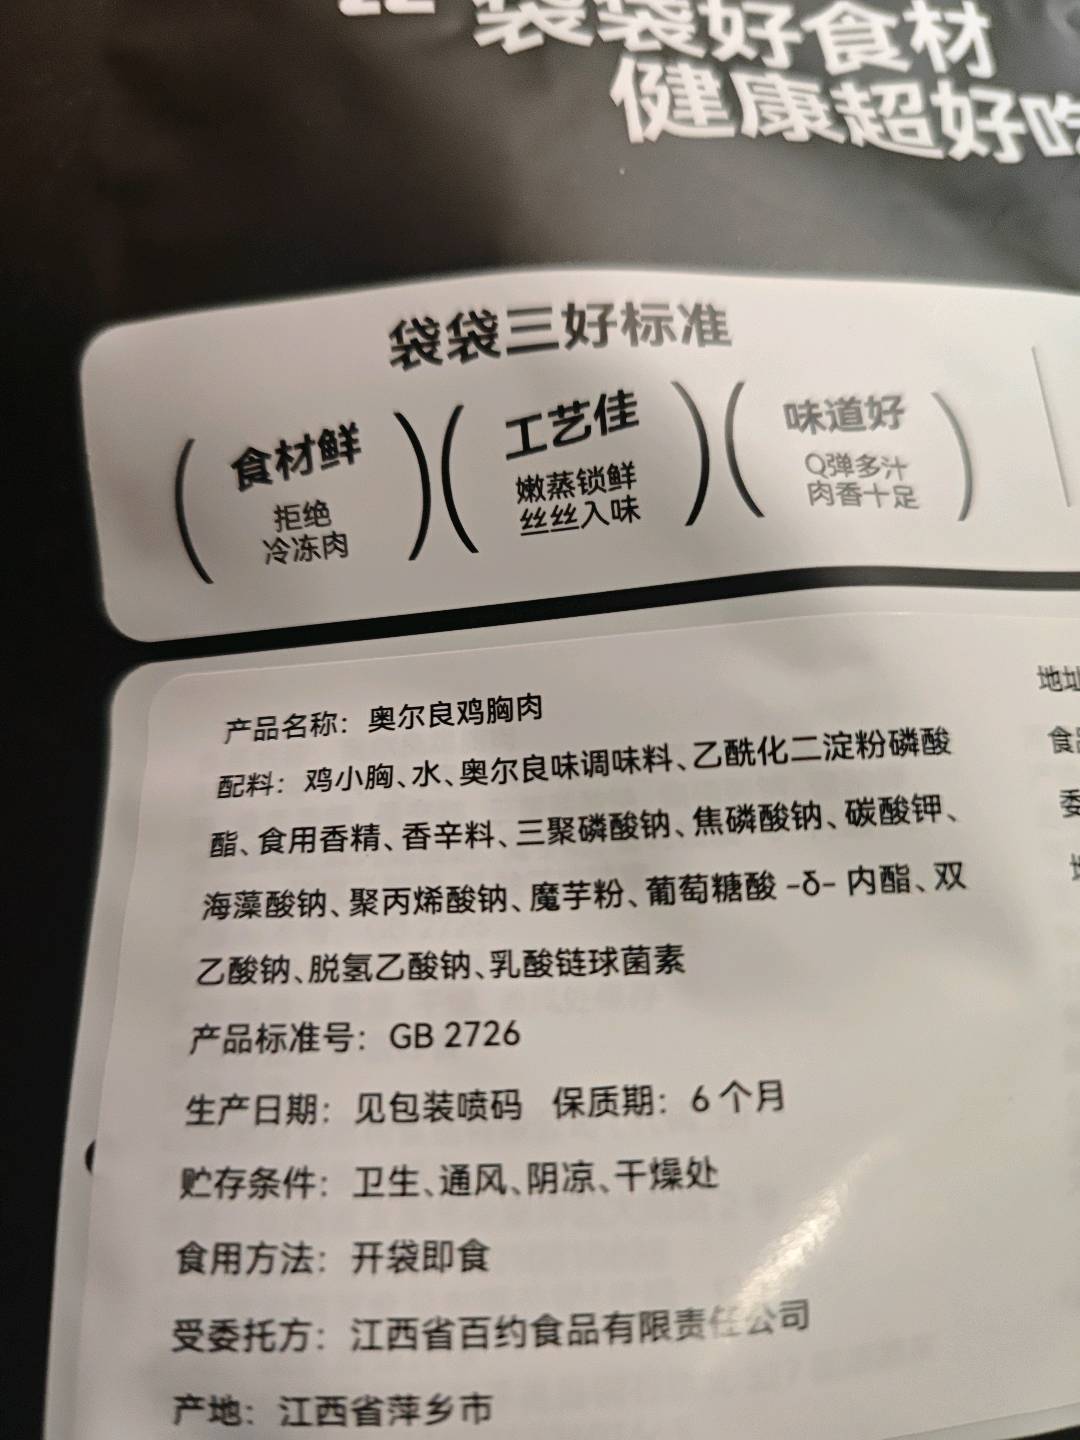 袋袋好食材
健康超好吃
袋袋三好标准
食材鲜
拒绝
冷冻肉
工艺佳
嫩蒸锁鲜
丝丝入味
味道好
Q弹多汁
肉香十足
产品名称：奥尔良鸡胸肉
配料：鸡小胸、水、奥尔良味调味料、乙酰化二淀粉磷酸
酯、食用香精、香辛料、三聚磷酸钠、焦磷酸钠、碳酸钾、
海藻酸钠、聚丙烯酸钠、魔芋粉、葡萄糖酸-δ-内酯、双
乙酸钠、脱氢乙酸钠、乳酸链球菌素
产品标准号：GB 2726
生产日期：见包装喷码 保质期：6个月
贮存条件：卫生、通风、阴凉、干燥处
食用方法：开袋即食
受委托方：江西省百约食品有限责任公司
产地：江西省萍乡市
地址
食品
委